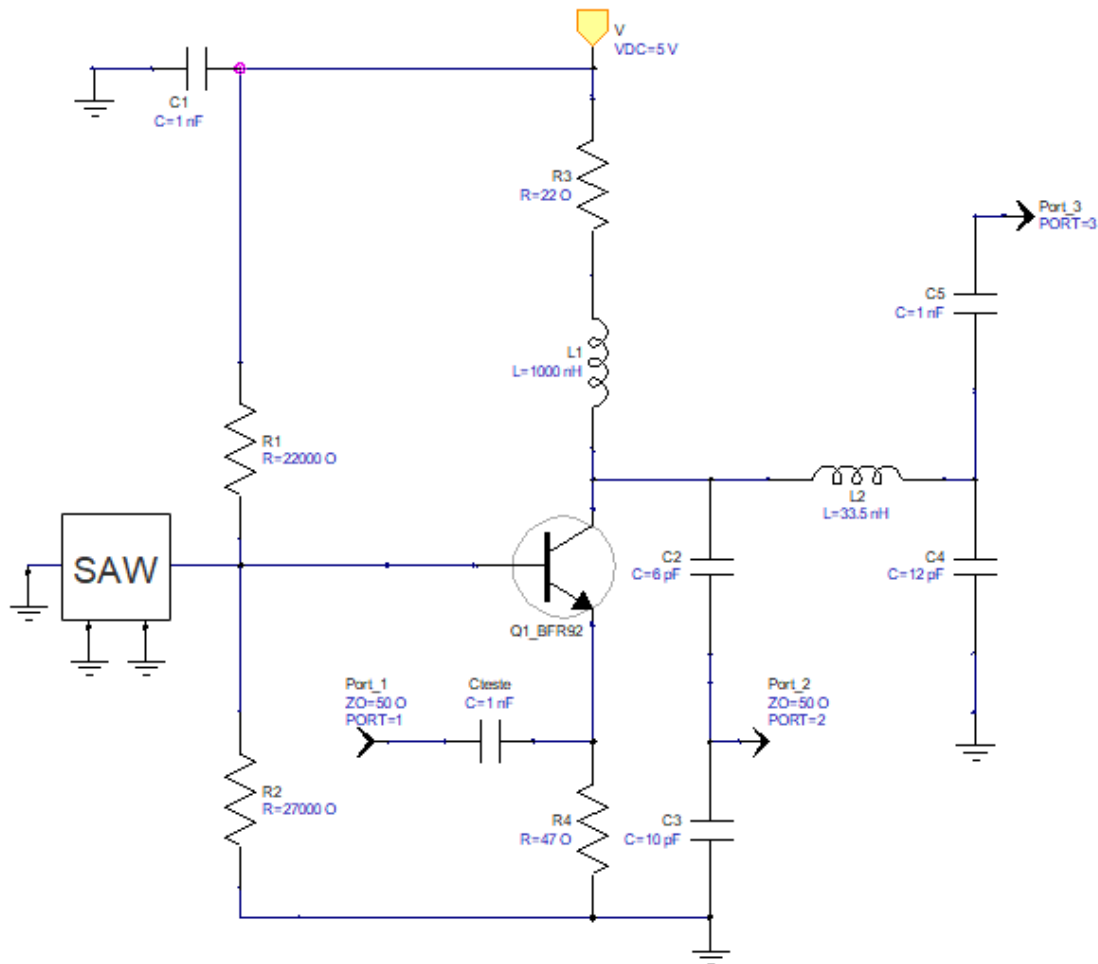 V
VDC=5 V
C1
C=1 nF
R3
R=22 O
Port_3
PORT=3
C5
C=1 nF
L1
L=1000 nH
R1
R=22000 O
L2
L=33.5 nH
SAW
C2
C=6 pF
C4
C=12 pF
Q1_BFR92
Port_1
ZO=50 O
PORT=1
Cteste
C=1 nF
Port_2
ZO=50 O
PORT=2
R2
R=27000 O
R4
R=47 O
C3
C=10 pF